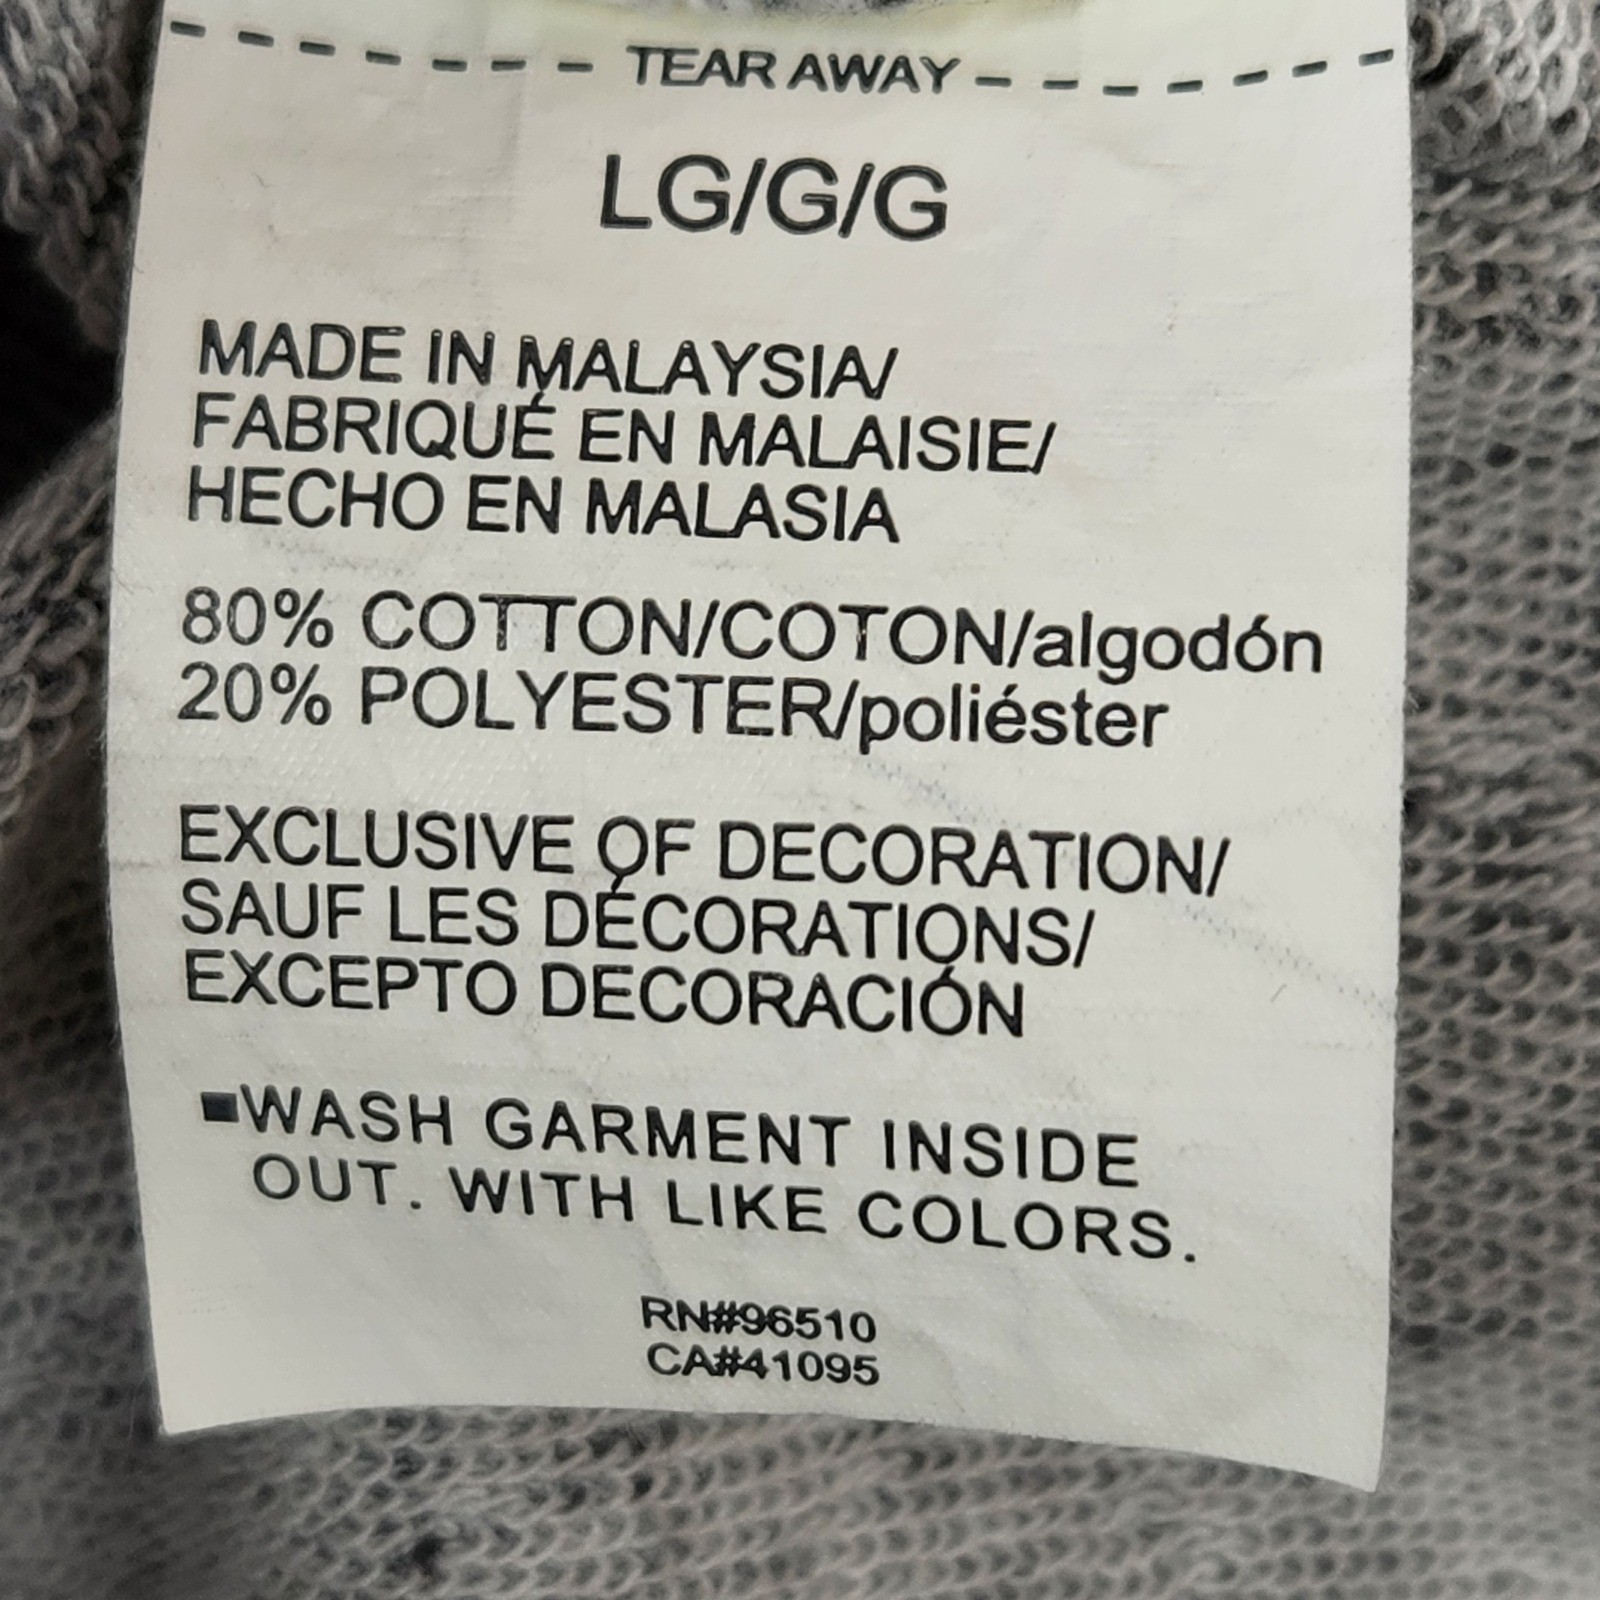 TEAR AWAY
LG/G/G
MADE IN MALAYSIA/
FABRIQUÉ EN MALAISIE/
HECHO EN MALASIA
80% COTTON/COTON/algodón
20% POLYESTER/poliéster
EXCLUSIVE OF DECORATION/
SAUF LES DÉCORATIONS/
EXCEPTO DECORACIÓN
■WASH GARMENT INSIDE
OUT. WITH LIKE COLORS.
RN#96510
CA#41095